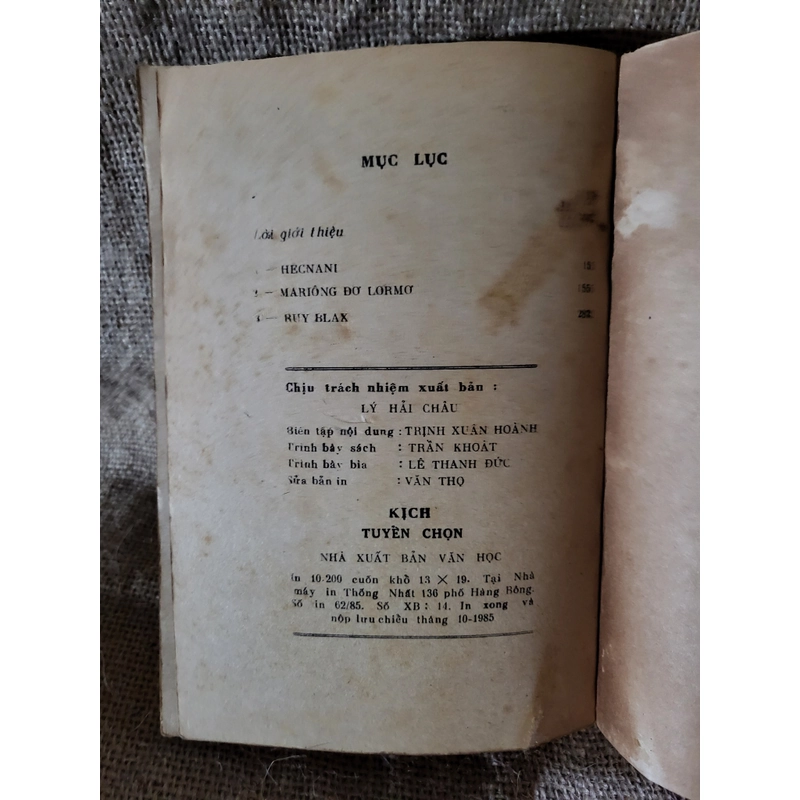 MỤC LỤC
Lời giới thiệu
— HECNANI 15
2 — MARIÔNG ĐƠ LORMƠ 155
— RUY BLAX 282
Chịu trách nhiệm xuất bản :
LÝ HẢI CHÂU
Biên tập nội dung : TRỊNH XUÂN HOÀNH
Trình bày sách : TRẦN KHOÁT
Trình bày bìa : LÊ THANH ĐỨC
Sửa bản in : VĂN THỌ
KỊCH
TUYỂN CHỌN
NHÀ XUẤT BẢN VĂN HỌC
In 10.200 cuốn khổ 13 × 19. Tại Nhà
máy in Thống Nhất 136 phố Hàng Bông.
Số in 62/85. Số XB : 14. In xong và
nộp lưu chiểu tháng 10-1985